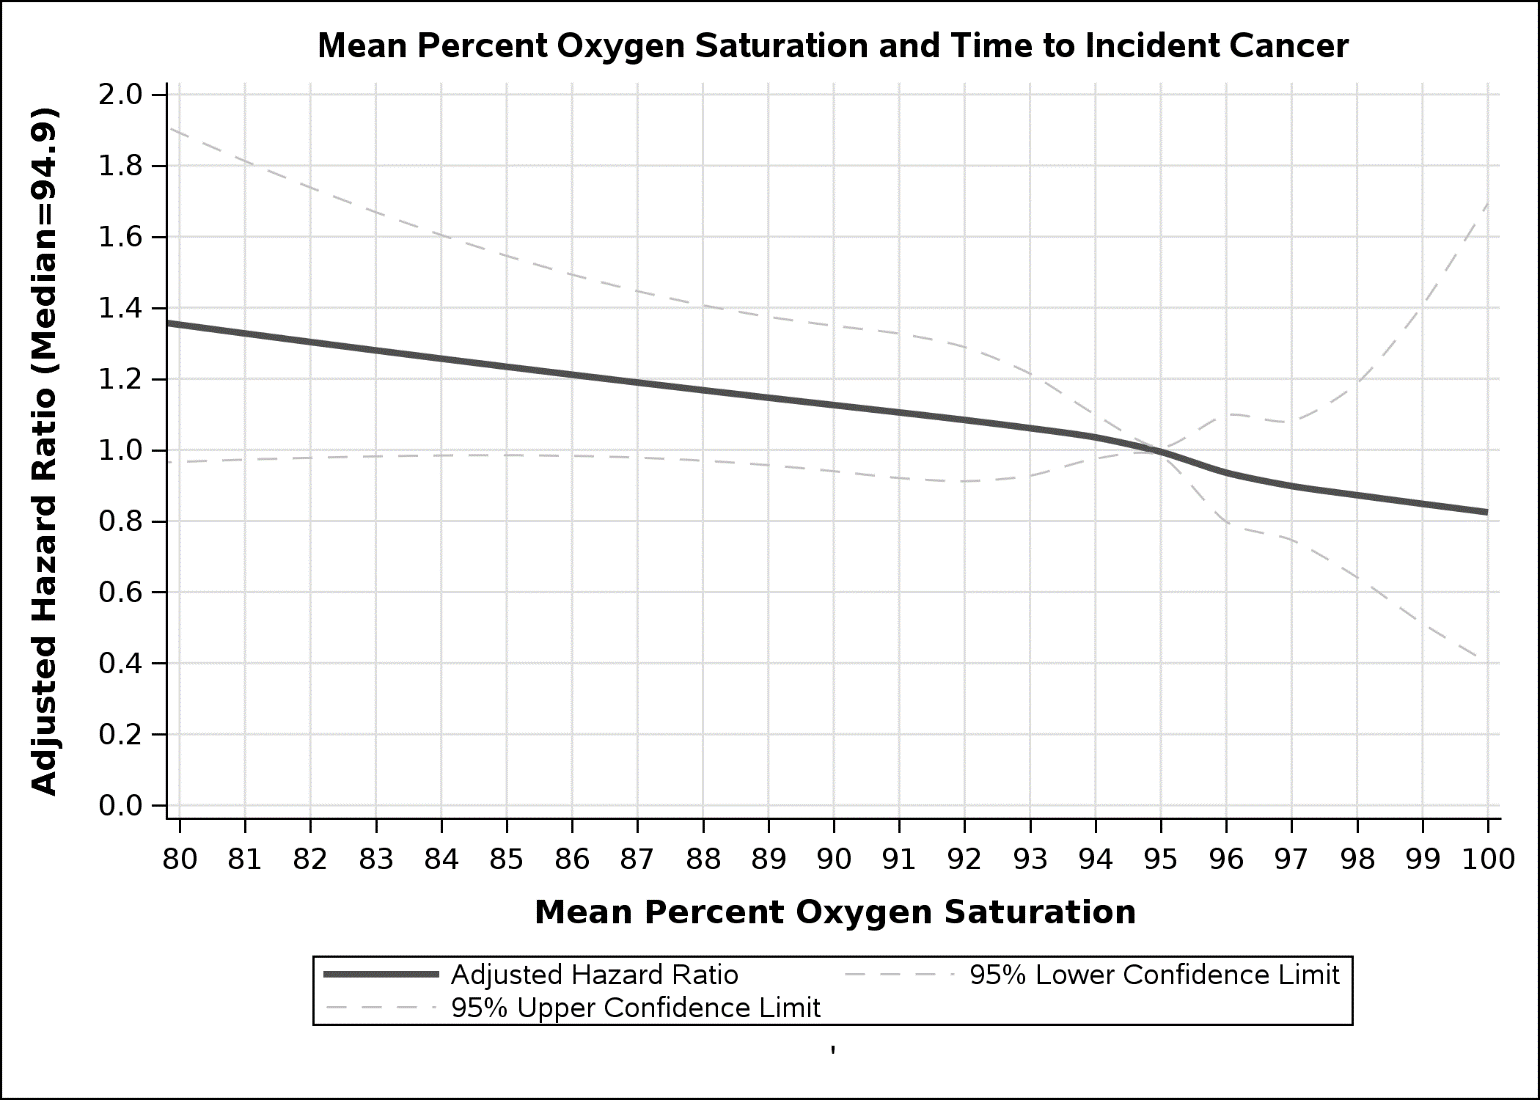 Mean Percent Oxygen Saturation and Time to Incident Cancer
Adjusted Hazard Ratio (Median=94.9)
2.0
1.8
1.6
1.4
1.2
1.0
0.8
0.6
0.4
0.2
0.0
80 81 82 83 84 85 86 87 88 89 90 91 92 93 94 95 96 97 98 99 100
Mean Percent Oxygen Saturation
Adjusted Hazard Ratio 95% Lower Confidence Limit
95% Upper Confidence Limit
'